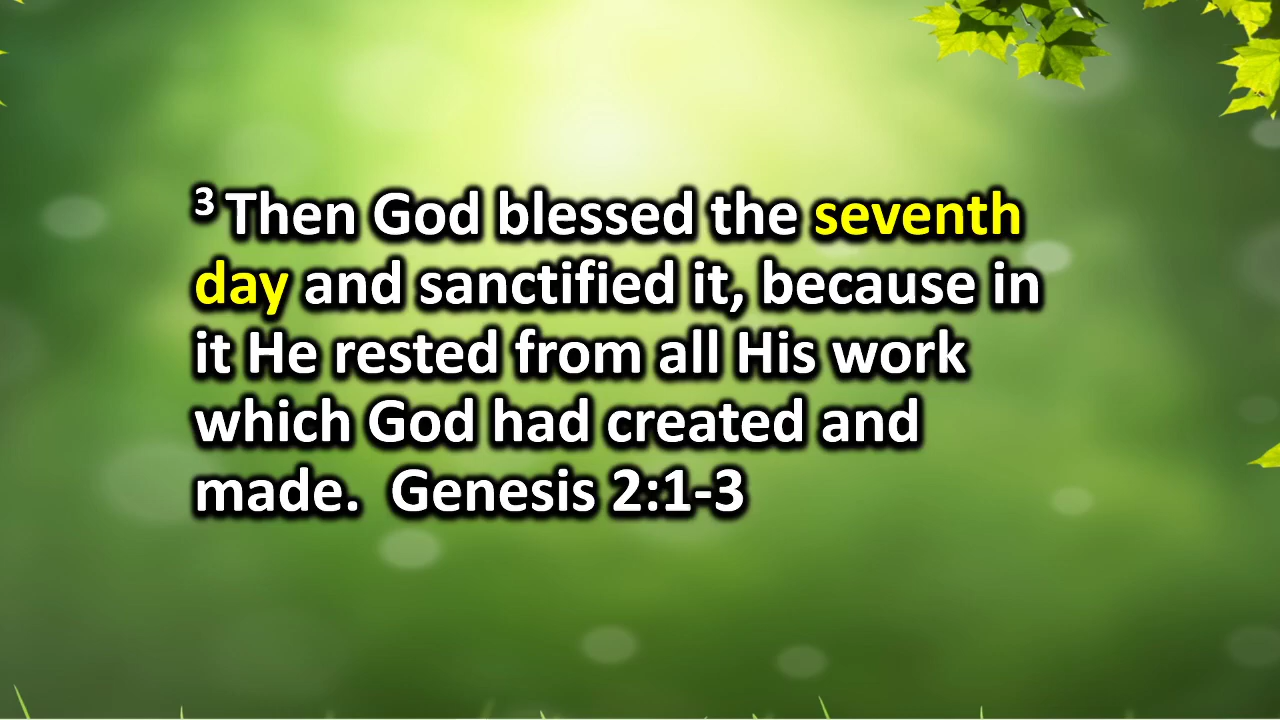 ³ Then God blessed the seventh
day and sanctified it, because in
it He rested from all His work
which God had created and
made.  Genesis 2:1-3